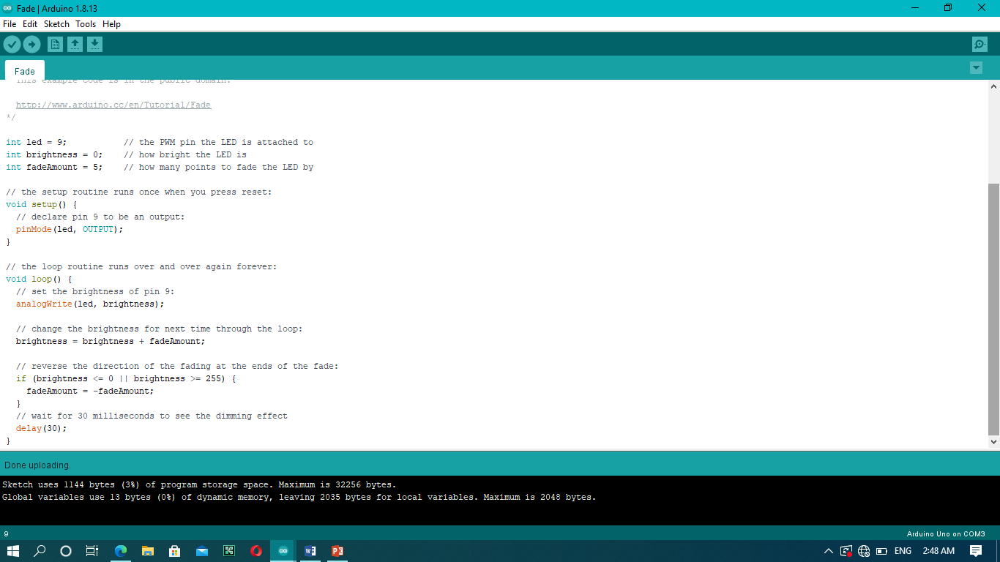 Fade | Arduino 1.8.13
File Edit Sketch Tools Help
Fade
This example code is in the public domain.
http://www.arduino.cc/en/Tutorial/Fade
*/
int led = 9;           // the PWM pin the LED is attached to
int brightness = 0;    // how bright the LED is
int fadeAmount = 5;    // how many points to fade the LED by
// the setup routine runs once when you press reset:
void setup() {
  // declare pin 9 to be an output:
  pinMode(led, OUTPUT);
}
// the loop routine runs over and over again forever:
void loop() {
  // set the brightness of pin 9:
  analogWrite(led, brightness);
  // change the brightness for next time through the loop:
  brightness = brightness + fadeAmount;
  // reverse the direction of the fading at the ends of the fade:
  if (brightness <= 0 || brightness >= 255) {
    fadeAmount = -fadeAmount;
  }
  // wait for 30 milliseconds to see the dimming effect
  delay(30);
}
Done uploading.
Sketch uses 1144 bytes (3%) of program storage space. Maximum is 32256 bytes.
Global variables use 13 bytes (0%) of dynamic memory, leaving 2035 bytes for local variables. Maximum is 2048 bytes.
9
Arduino Uno on COM3
ENG 2:48 AM